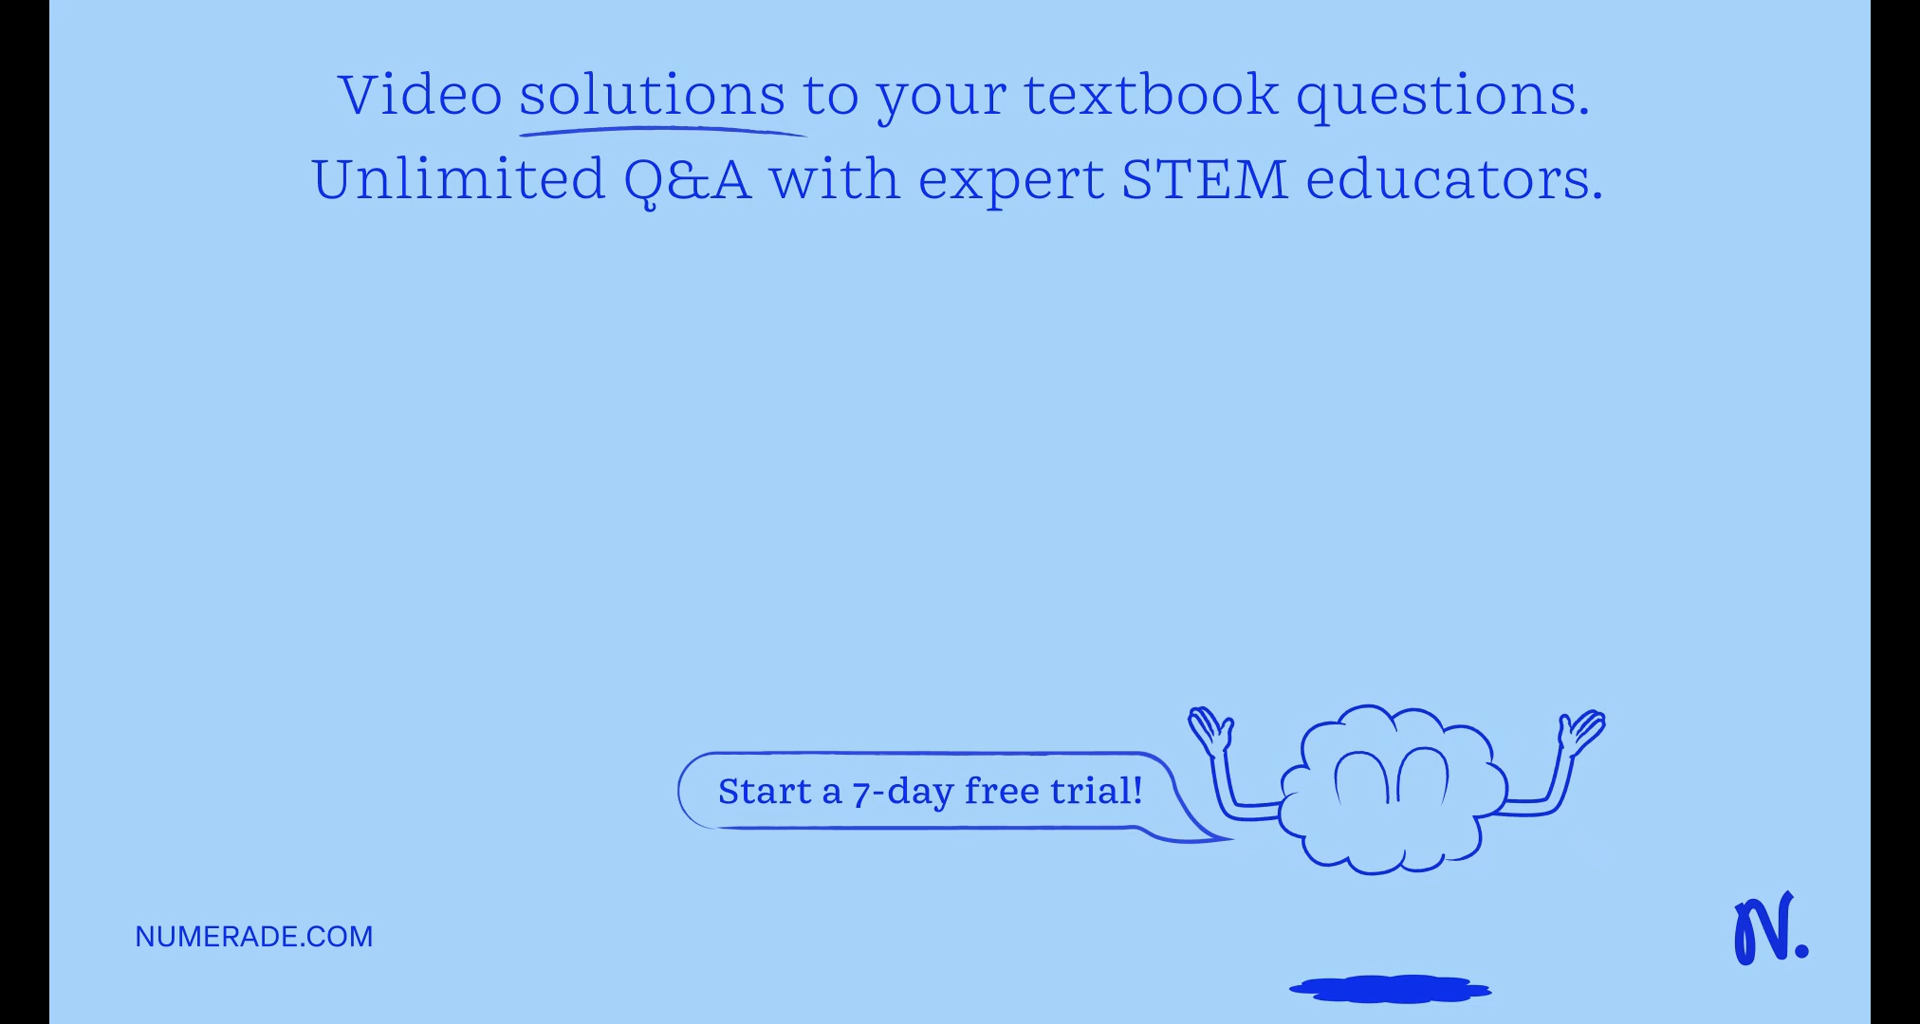 Video solutions to your textbook questions.
Unlimited Q&A with expert STEM educators.
Start a 7-day free trial!
NUMERADE.COM
N.